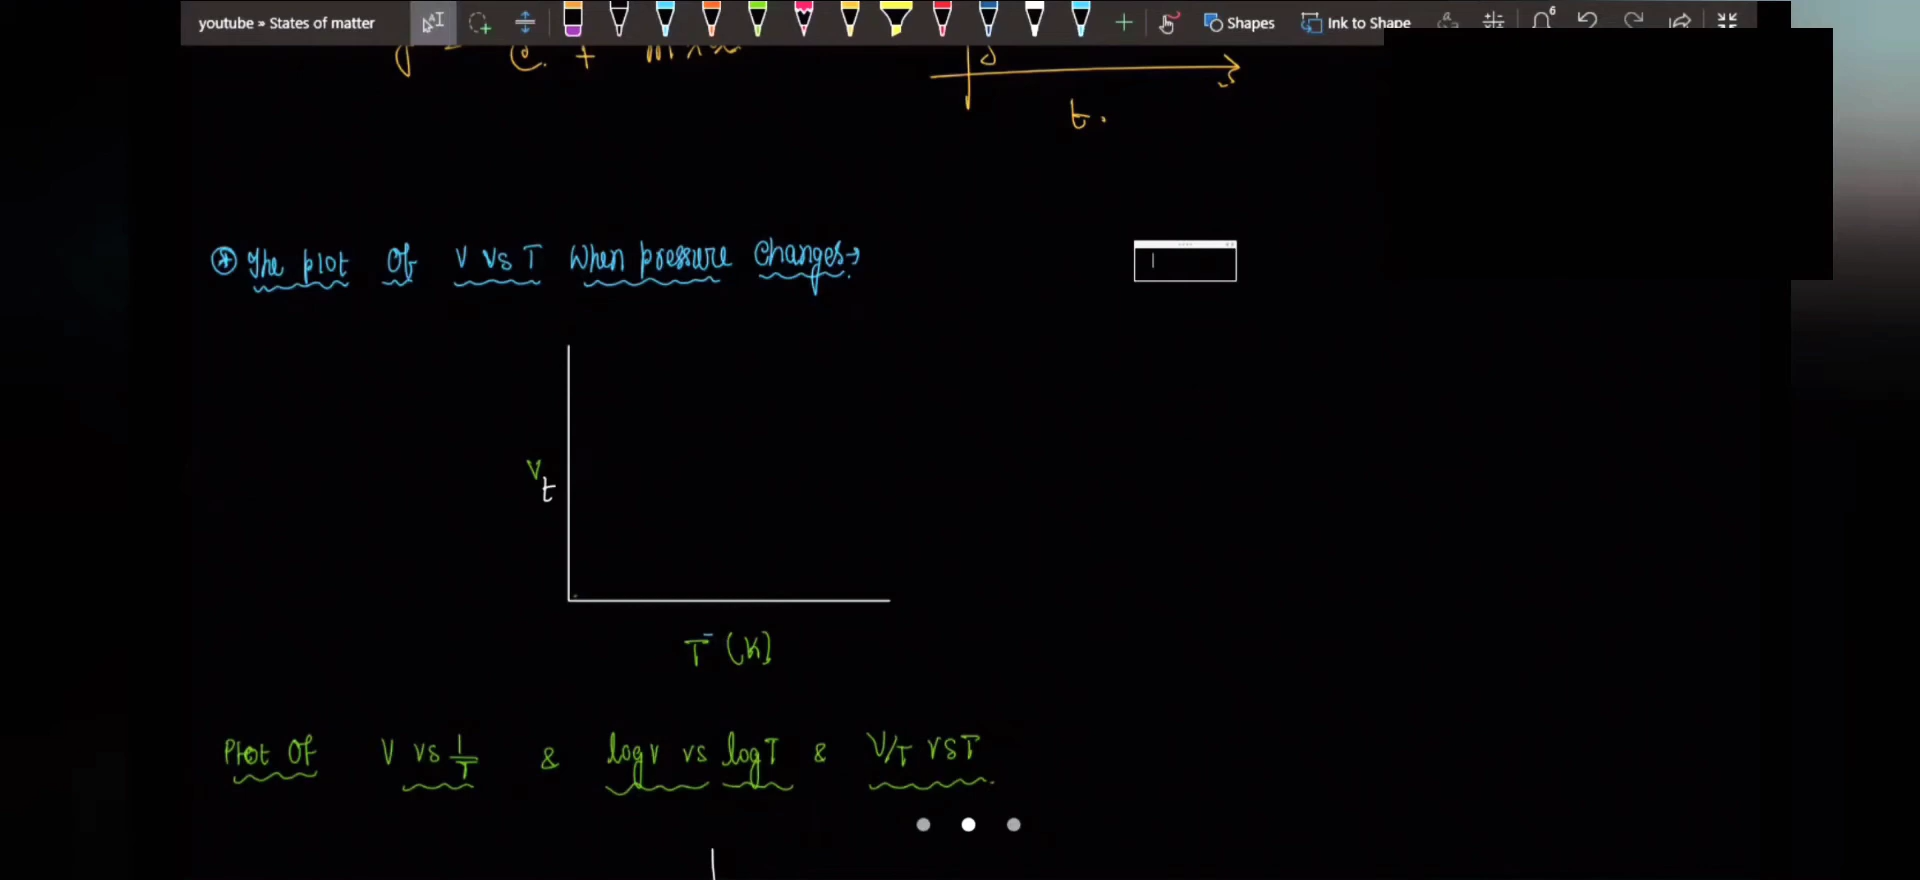 youtube » States of matter
Shapes
Ink to Shape
6
t.
The plot Of V VS T When pressure Changes→
V
t
T (K)
Plot Of V VS 1/T & log V VS log T & V/T VS T